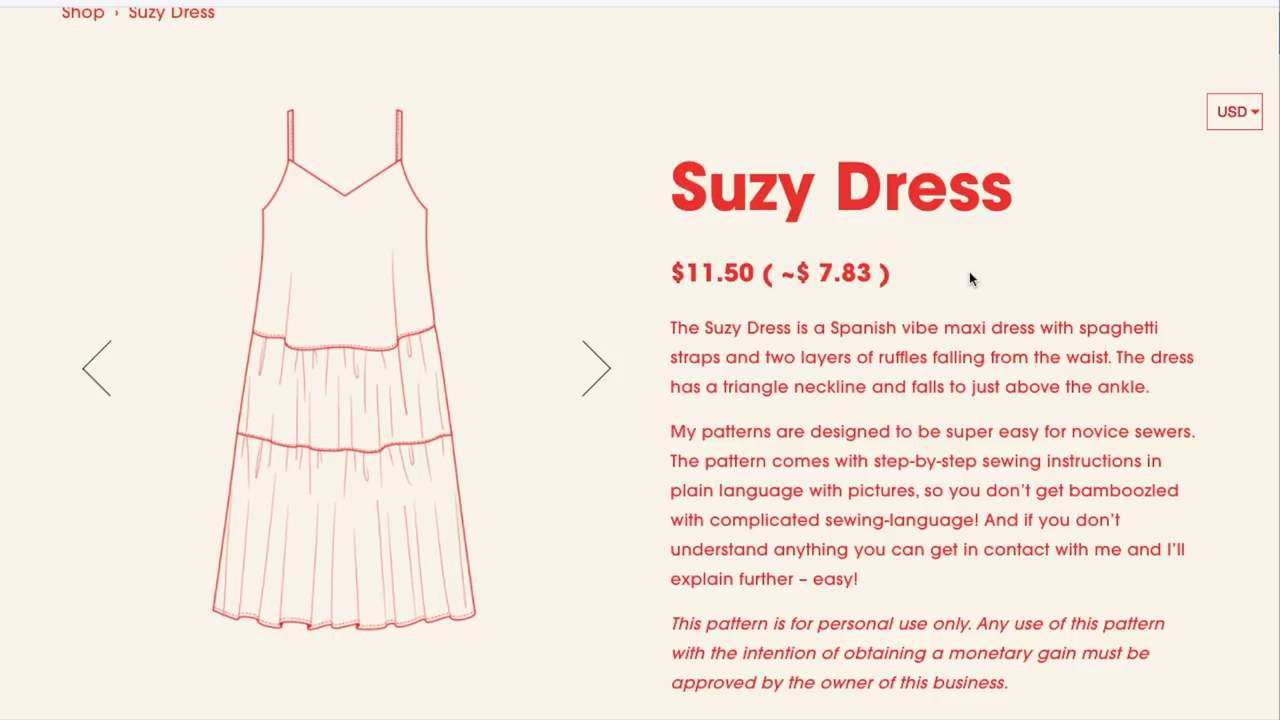 Shop › Suzy Dress
USD
Suzy Dress
$11.50 ( ~$ 7.83 )
The Suzy Dress is a Spanish vibe maxi dress with spaghetti
straps and two layers of ruffles falling from the waist. The dress
has a triangle neckline and falls to just above the ankle.
My patterns are designed to be super easy for novice sewers.
The pattern comes with step-by-step sewing instructions in
plain language with pictures, so you don’t get bamboozled
with complicated sewing-language! And if you don’t
understand anything you can get in contact with me and I’ll
explain further – easy!
This pattern is for personal use only. Any use of this pattern
with the intention of obtaining a monetary gain must be
approved by the owner of this business.